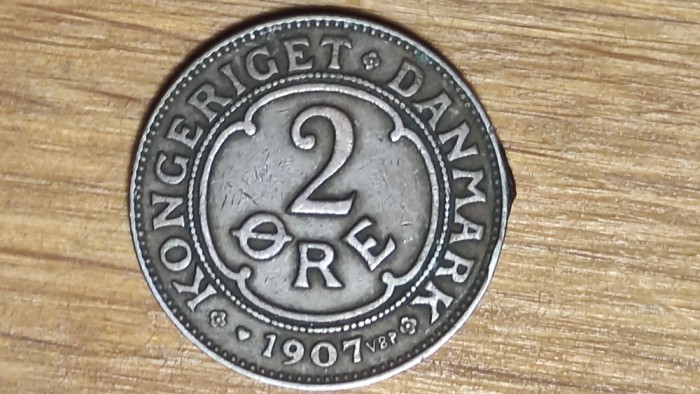 KONGERIGET DANMARK
2
ØRE
1907 VBP